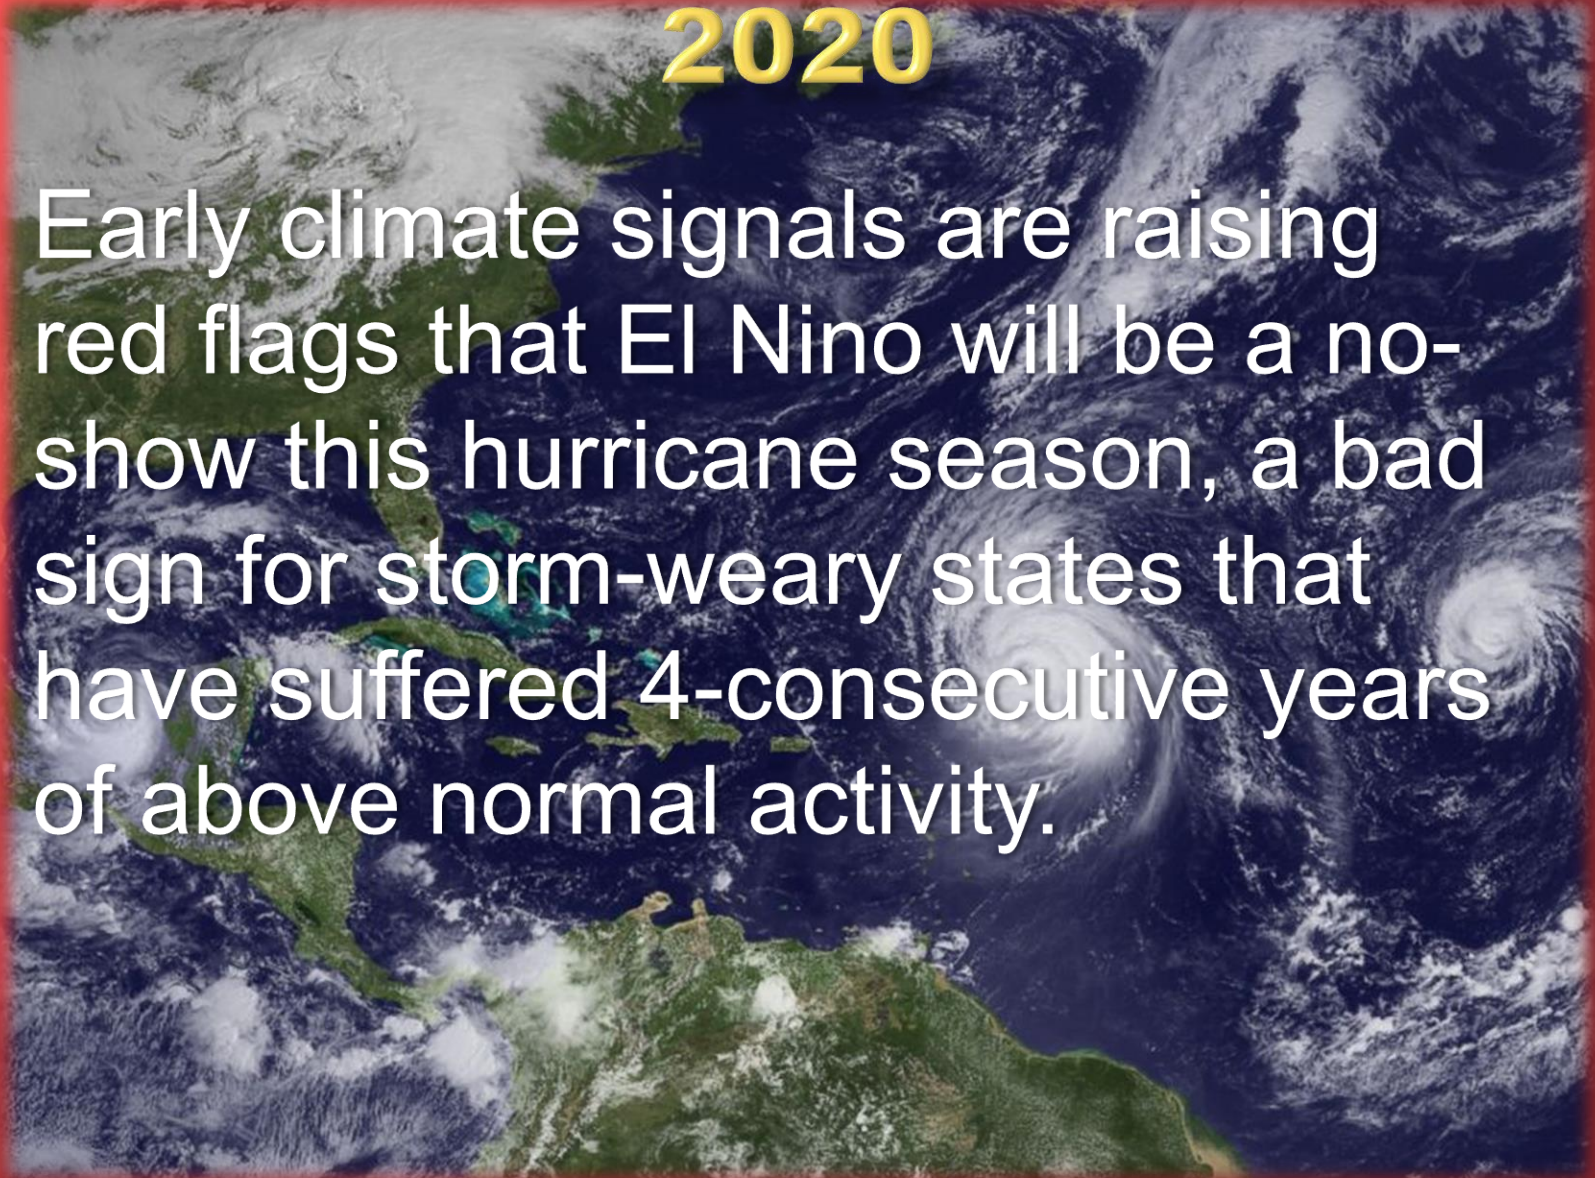 2020
Early climate signals are raising
red flags that El Nino will be a no-
show this hurricane season, a bad
sign for storm-weary states that
have suffered 4-consecutive years
of above normal activity.